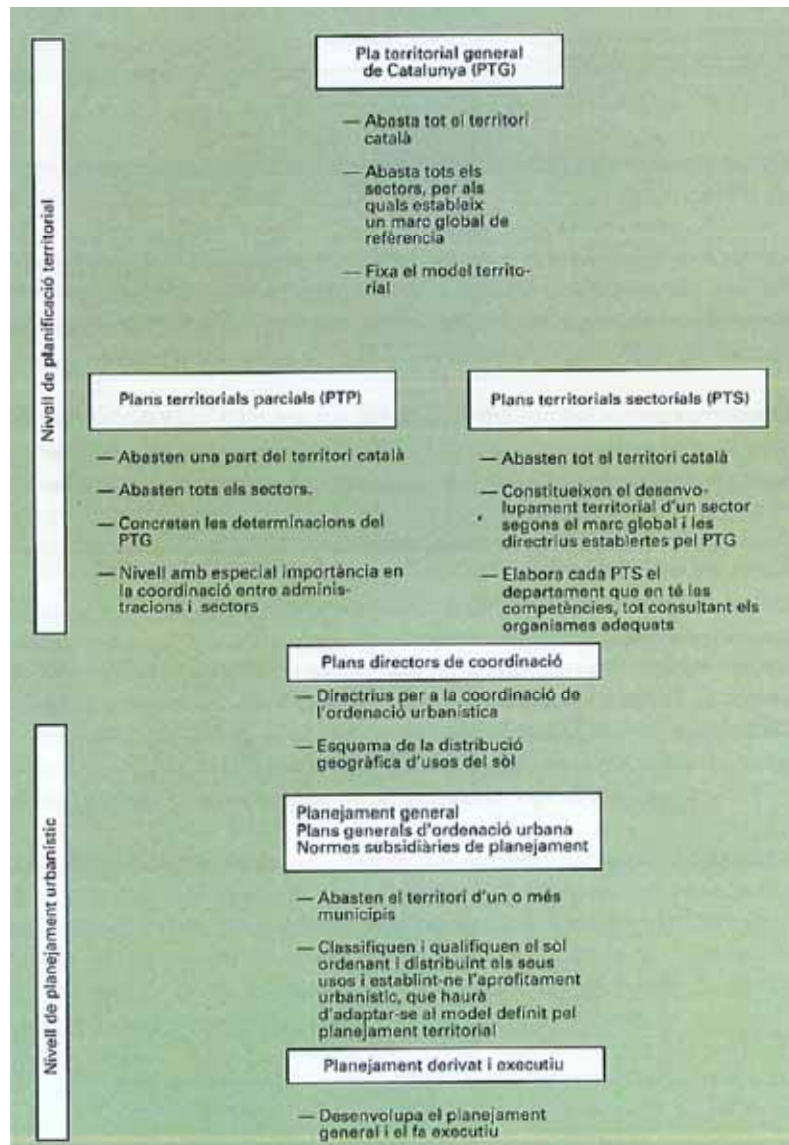 Pla territorial general
de Catalunya (PTG)
— Abasta tot el territori
català
— Abasta tots els
sectors, per als
quals estableix
un marc global de
referència
— Fixa el model territo-
rial
Nivell de planificació territorial
Plans territorials parcials (PTP)
— Abasten una part del territori català
— Abasten tots els sectors.
— Concreten les determinacions del
PTG
— Nivell amb especial importància en
la coordinació entre adminis-
tracions i sectors
Plans territorials sectorials (PTS)
— Abasten tot el territori català
— Constitueixen el desenvo-
lupament territorial d'un sector
segons el marc global i les
directrius establertes pel PTG
— Elabora cada PTS el
departament que en té les
competències, tot consultant els
organismes adequats
Plans directors de coordinació
— Directrius per a la coordinació de
l'ordenació urbanística
— Esquema de la distribució
geogràfica d'usos del sòl
Nivell de planejament urbanístic
Planejament general
Plans generals d'ordenació urbana
Normes subsidiàries de planejament
— Abasten el territori d'un o més
municipis
— Classifiquen i qualifiquen el sòl
ordenant i distribuint els seus
usos i establint-ne l'aprofitament
urbanístic, que haurà
d'adaptar-se al model definit pel
planejament territorial
Planejament derivat i executiu
— Desenvolupa el planejament
general i el fa executiu